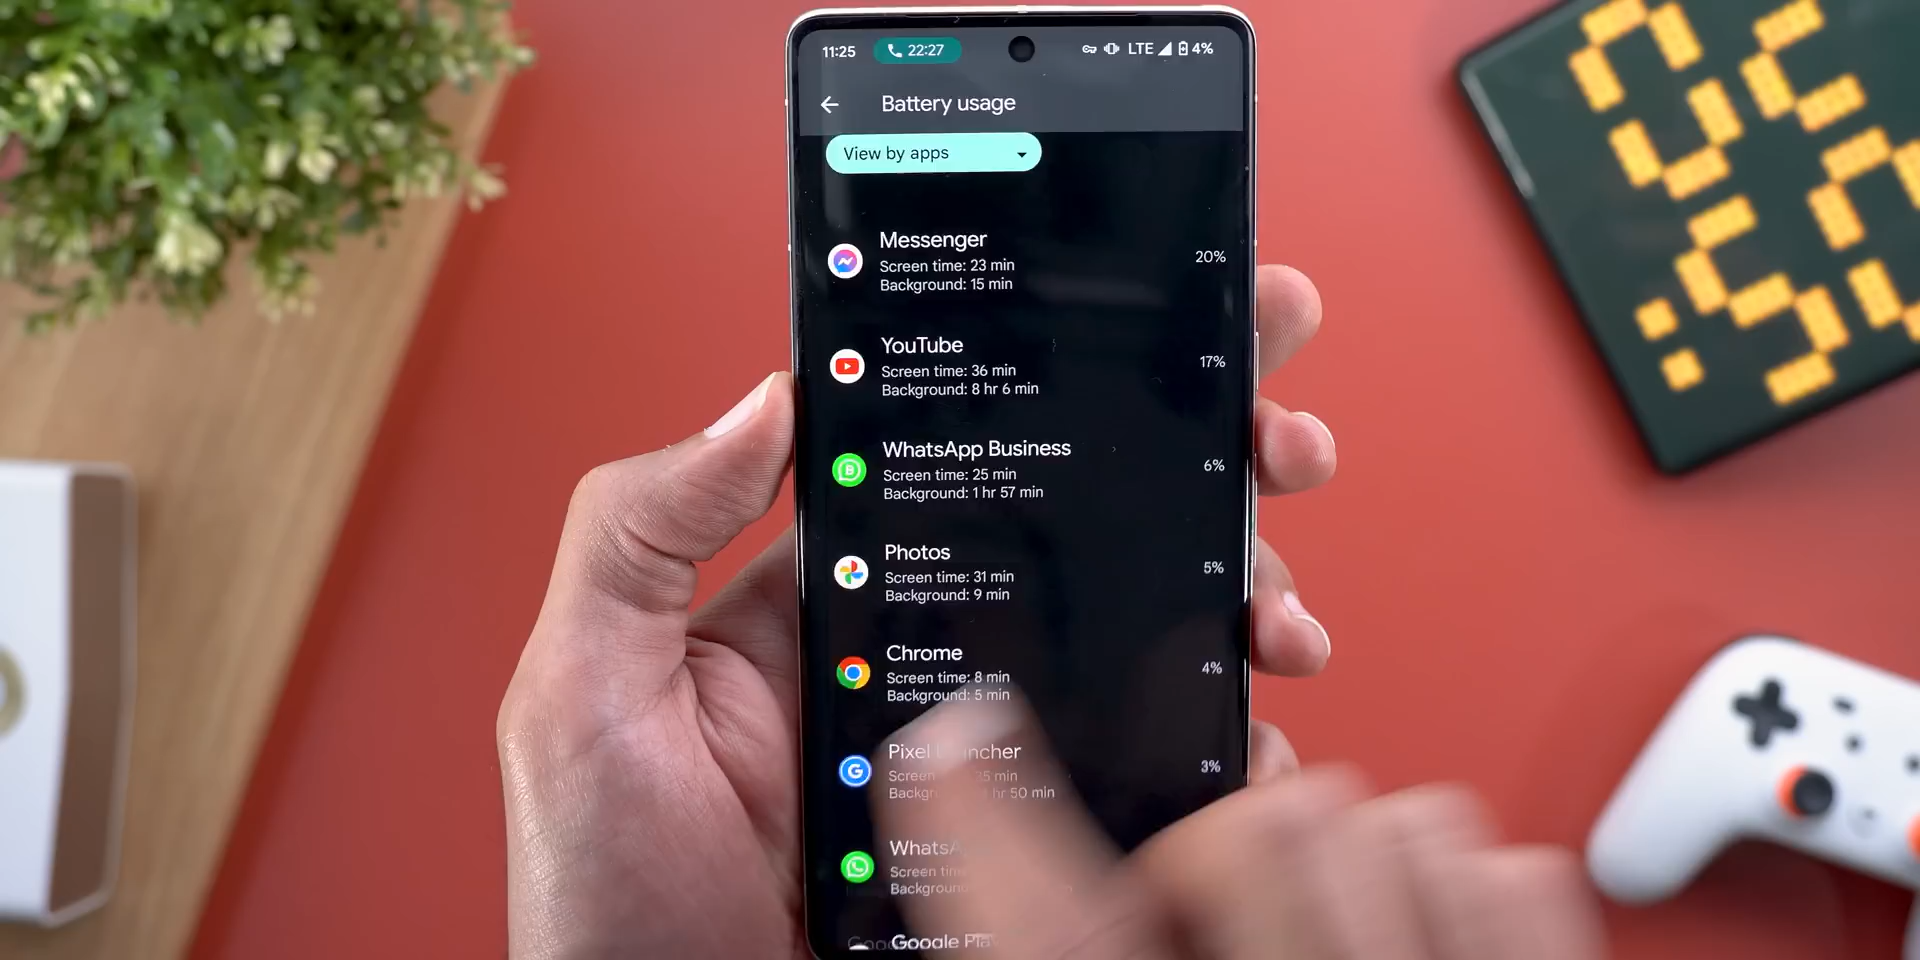 11:25 22:27 LTE 4%
Battery usage
View by apps
Messenger
Screen time: 23 min
Background: 15 min
20%
YouTube
Screen time: 36 min
Background: 8 hr 6 min
17%
WhatsApp Business
Screen time: 25 min
Background: 1 hr 57 min
6%
Photos
Screen time: 31 min
Background: 9 min
5%
Chrome
Screen time: 8 min
Background: 5 min
4%
Pixel
Screen min
hr 50 min
3%
Screen
Background
Google